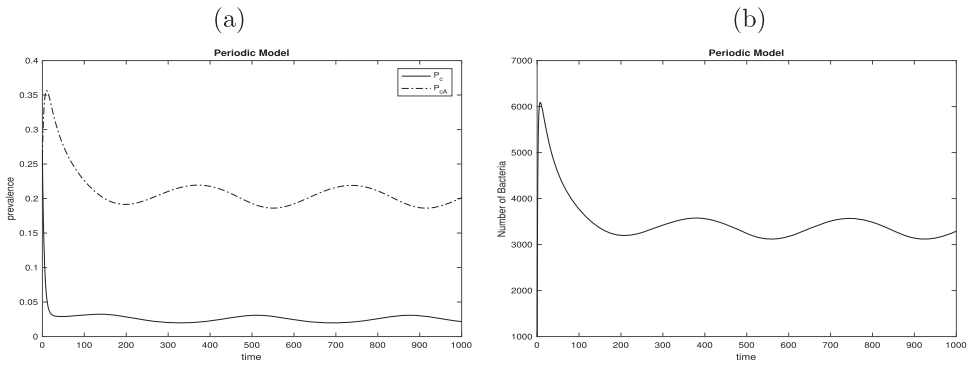 (a)
Periodic Model
0.4
0.35
0.3
0.25
0.2
0.15
0.1
0.05
0
prevalence
P_c
P_cA
0 100 200 300 400 500 600 700 800 900 1000
time
(b)
Periodic Model
7000
6000
5000
4000
3000
2000
1000
Number of Bacteria
0 100 200 300 400 500 600 700 800 900 1000
time